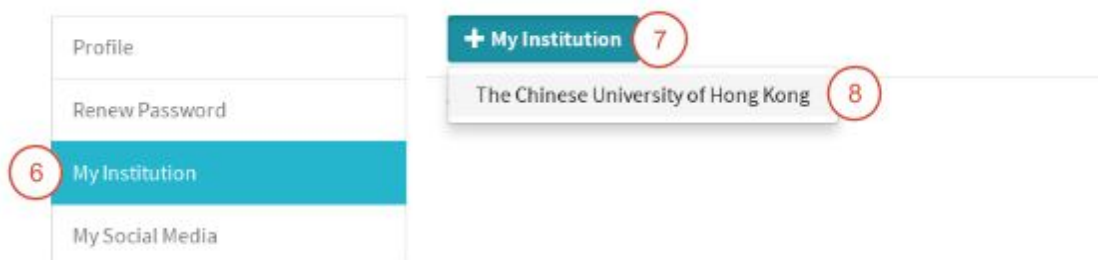 Profile
Renew Password
6 My Institution
My Social Media
+ My Institution 7
The Chinese University of Hong Kong 8